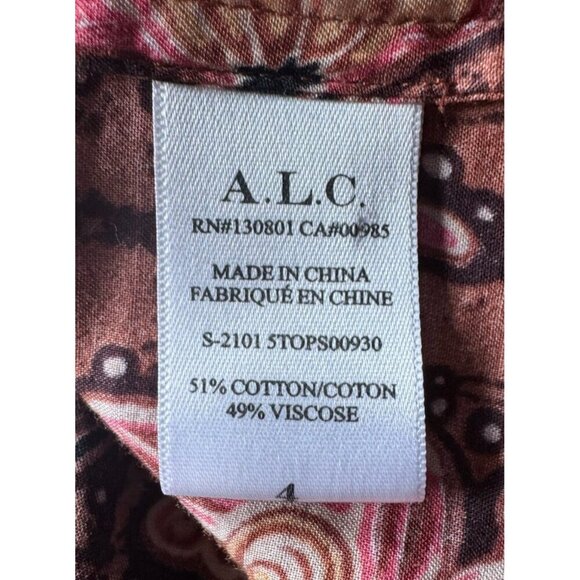 A.L.C.
RN#130801 CA#00985
MADE IN CHINA
FABRIQUÉ EN CHINE
S-2101 5TOPS00930
51% COTTON/COTON
49% VISCOSE
4